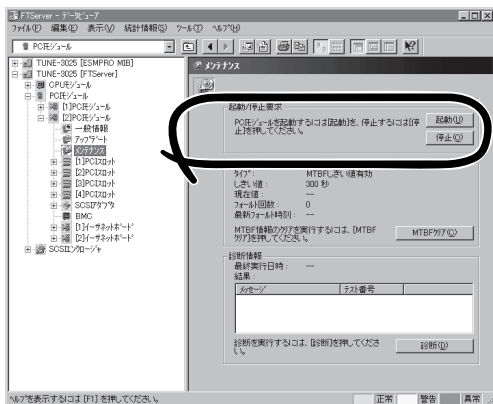 FTServer - データビューア
ファイル(F) 編集(E) 表示(V) 統計情報(S) ツール(T) ヘルプ(H)
PCIモジュール
TUNE-3025 [ESMPRO MIB]
TUNE-3025 [FTServer]
CPUモジュール
PCIモジュール
[1]PCIモジュール
[2]PCIモジュール
一般情報
アップデート
メンテナンス
[1]PCIスロット
[2]PCIスロット
[3]PCIスロット
[4]PCIスロット
SCSIアダプタ
BMC
[1]イーサネットボード
[2]イーサネットボード
SCSIエンクロージャ
メンテナンス
起動/停止要求
PCIモジュールを起動するには[起動]を、停止するには[停止]を押してください。
起動(U)
停止(O)
タイプ: MTBFしきい値有効
しきい値: 300 秒
現在値: ---
フォールト回数: 0
最新フォールト時刻: ---
MTBF情報のクリアを実行するには、[MTBFクリア]を押してください。
MTBFクリア(C)
診断情報
最終実行日時: ---
結果:
メッセージ テスト番号
診断を実行するには、[診断]を押してください。
診断(D)
ヘルプを表示するには [F1] を押してください。
正常 警告 異常